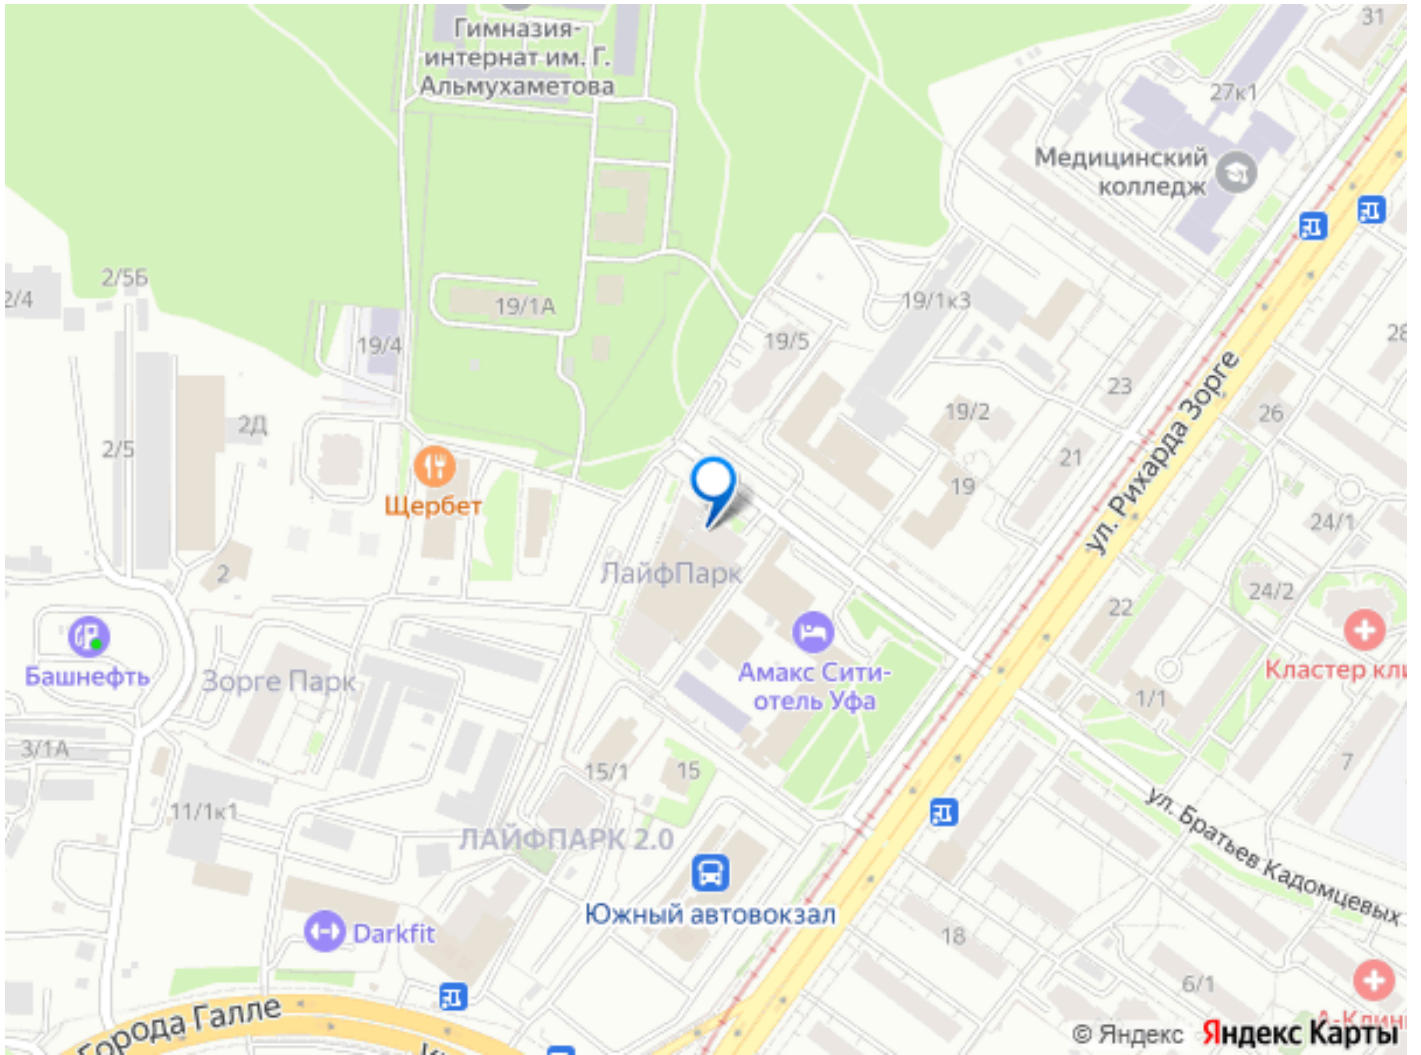 Гимназия-
интернат им. Г.
Альмухаметова
31
27к1
Медицинский
колледж
2/5Б
2/4
19/1А
19/1к3
19/4
19/5
28
23
ул. Рихарда Зорге
2Д
19/2
26
2/5
21
Щербет
19
24/1
ЛайфПарк
2
24/2
22
Башнефть
Зорге Парк
Амакс Сити-
отель Уфа
Кластер кли
1/1
3/1А
15/1
15
7
11/1к1
ЛАЙФПАРК 2.0
ул. Братьев Кадомцевых
Южный автовокзал
Darkfit
18
6/1
Города Галле
А-Клин
© Яндекс Яндекс Карты